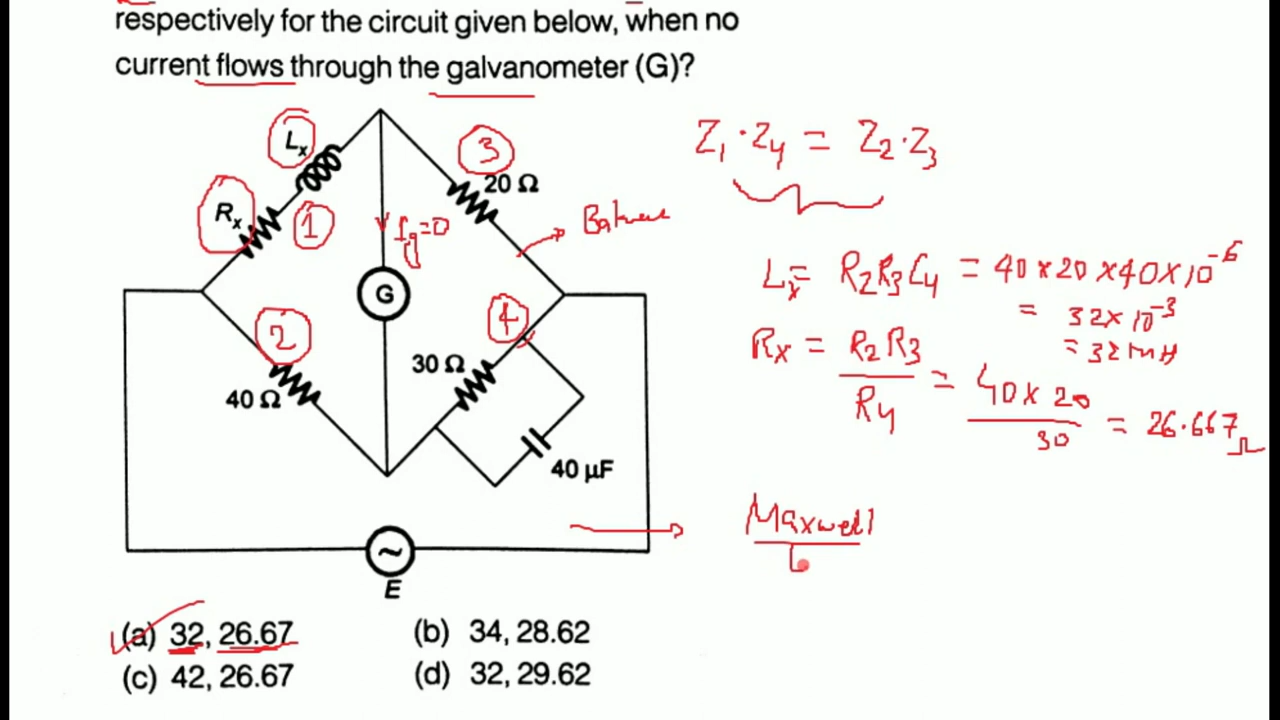 respectively for the circuit given below, when no
current flows through the galvanometer (G)?
Lx
3
20 Ω
Rx
1
Ig=0
Z1 · Z4 = Z2 · Z3
Lx = R2R3C4 = 40 × 20 × 40 × 10^-6
= 32 × 10^-3
= 32 mH
G
2
4
30 Ω
40 Ω
Rx = R2 R3 / R4 = 40 × 20 / 30 = 26.667Ω
40 μF
Maxwell
~
E
(a) 32, 26.67
(b) 34, 28.62
(c) 42, 26.67
(d) 32, 29.62